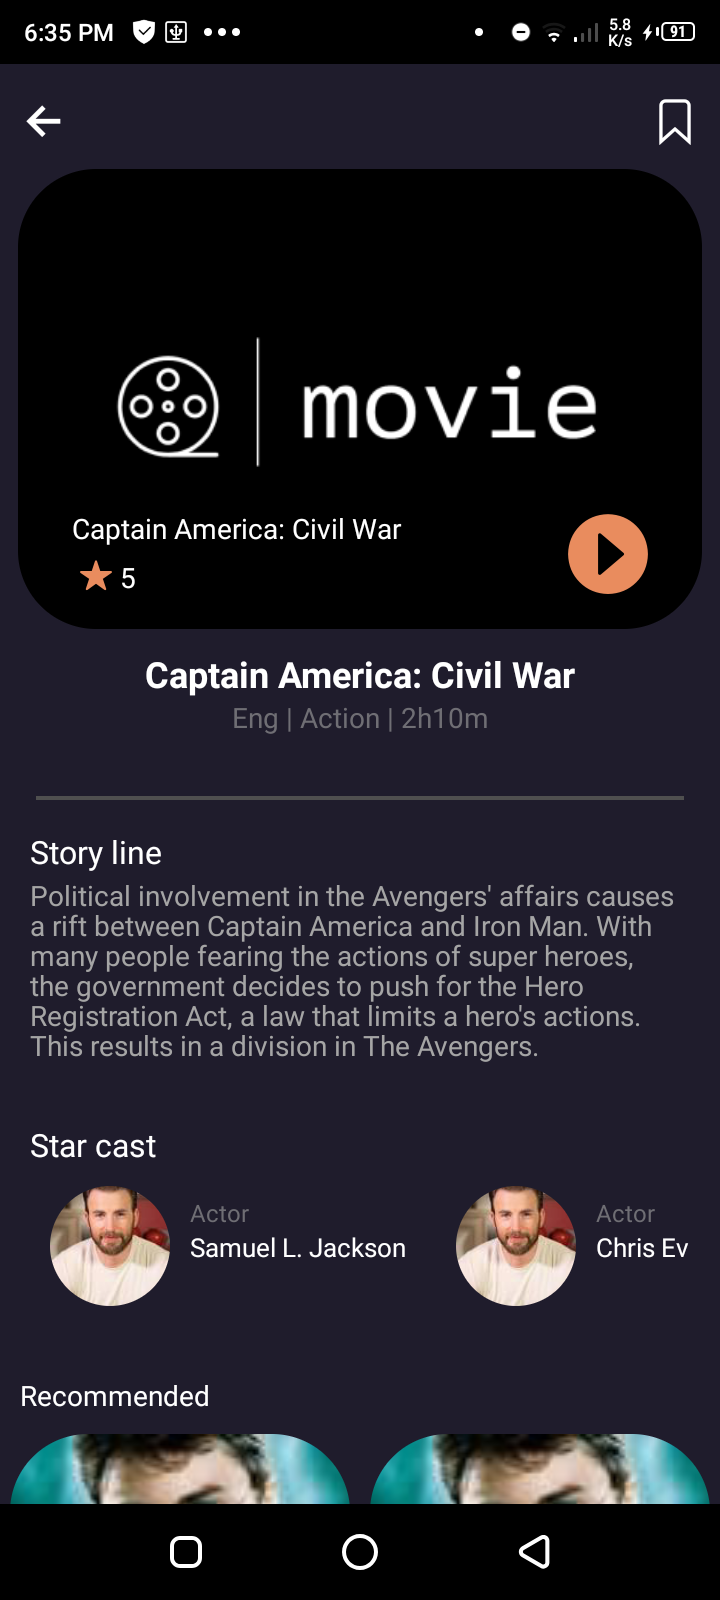 6:35 PM
5.8
K/s
91
movie
Captain America: Civil War
5
Captain America: Civil War
Eng | Action | 2h10m
Story line
Political involvement in the Avengers' affairs causes
a rift between Captain America and Iron Man. With
many people fearing the actions of super heroes,
the government decides to push for the Hero
Registration Act, a law that limits a hero's actions.
This results in a division in The Avengers.
Star cast
Actor
Samuel L. Jackson
Actor
Chris Ev
Recommended